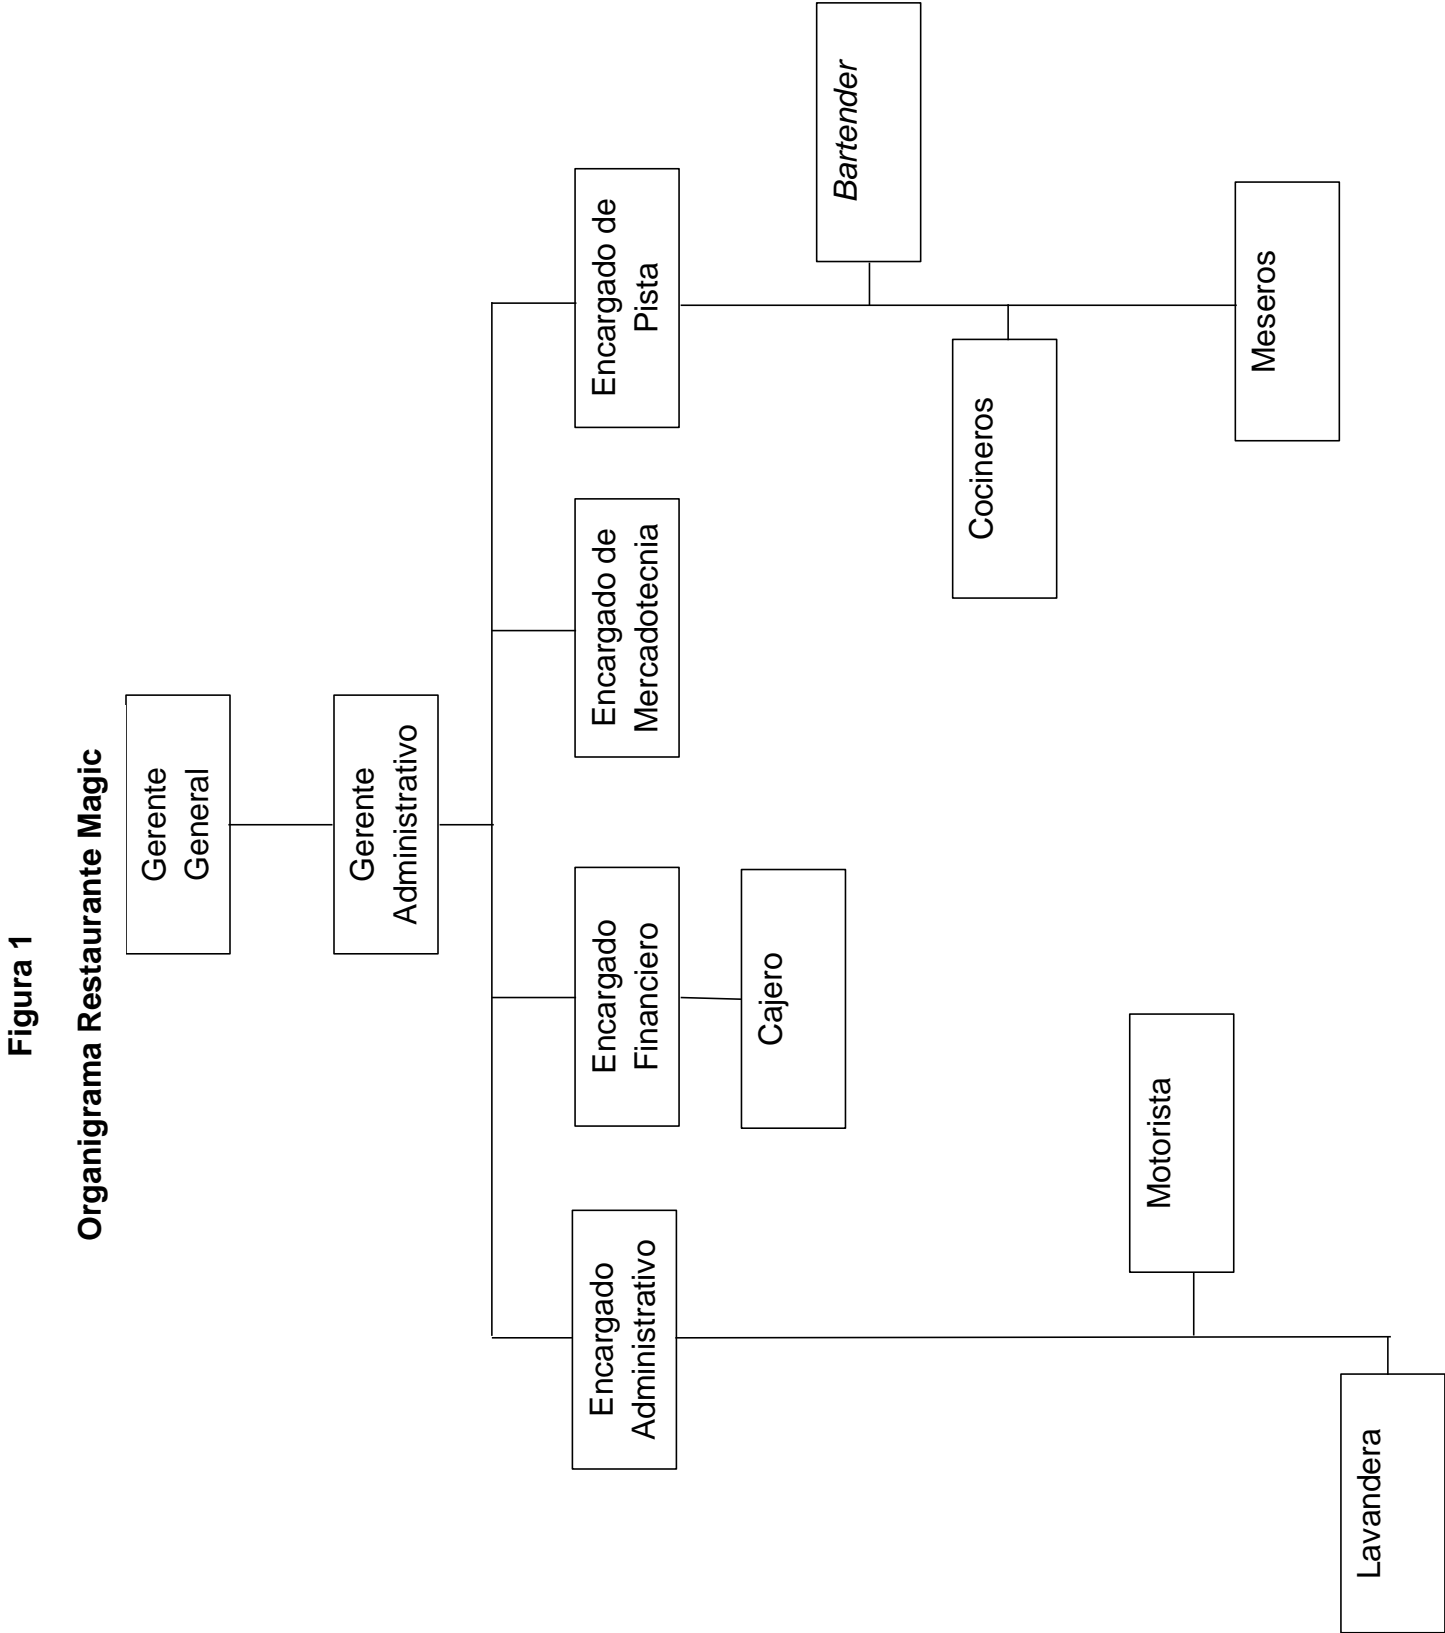 Figura 1
Organigrama Restaurante Magic
Gerente
General
Gerente
Administrativo
Encargado
Administrativo
Encargado
Financiero
Encargado de
Mercadotecnia
Encargado de
Pista
Cajero
Bartender
Cocineros
Motorista
Meseros
Lavandera